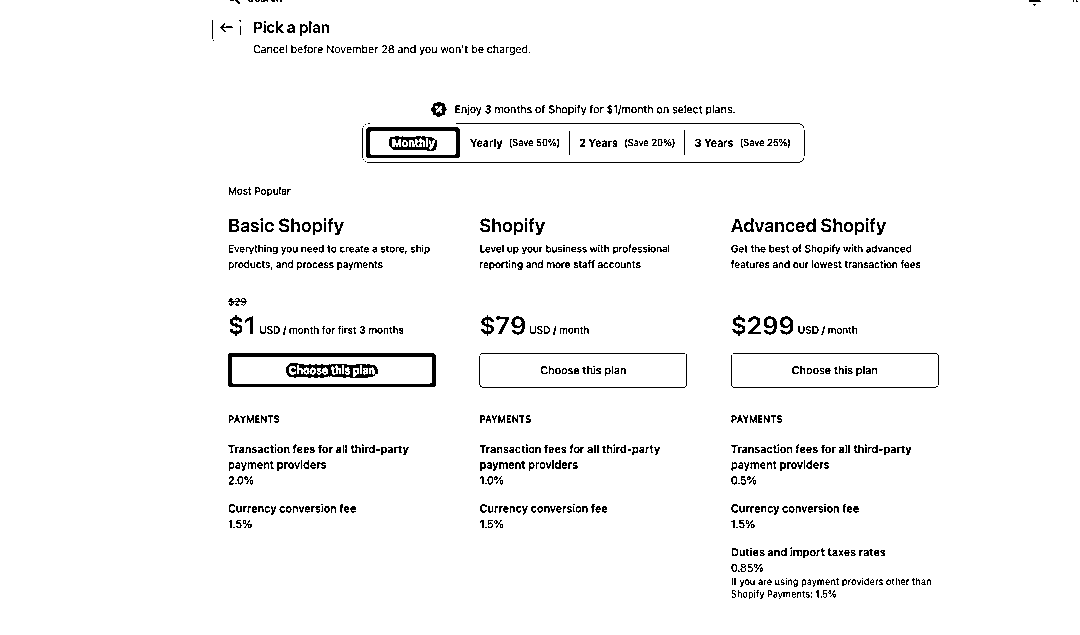 Pick a plan
Cancel before November 28 and you won't be charged.
Enjoy 3 months of Shopify for $1/month on select plans.
Monthly Yearly (Save 50%) 2 Years (Save 20%) 3 Years (Save 25%)
Most Popular
Basic Shopify
Everything you need to create a store, ship
products, and process payments
$29
$1 USD / month for first 3 months
Choose this plan
PAYMENTS
Transaction fees for all third-party
payment providers
2.0%
Currency conversion fee
1.5%
Shopify
Level up your business with professional
reporting and more staff accounts
$79 USD / month
Choose this plan
PAYMENTS
Transaction fees for all third-party
payment providers
1.0%
Currency conversion fee
1.5%
Advanced Shopify
Get the best of Shopify with advanced
features and our lowest transaction fees
$299 USD / month
Choose this plan
PAYMENTS
Transaction fees for all third-party
payment providers
0.5%
Currency conversion fee
1.5%
Duties and import taxes rates
0.85%
If you are using payment providers other than
Shopify Payments: 1.5%